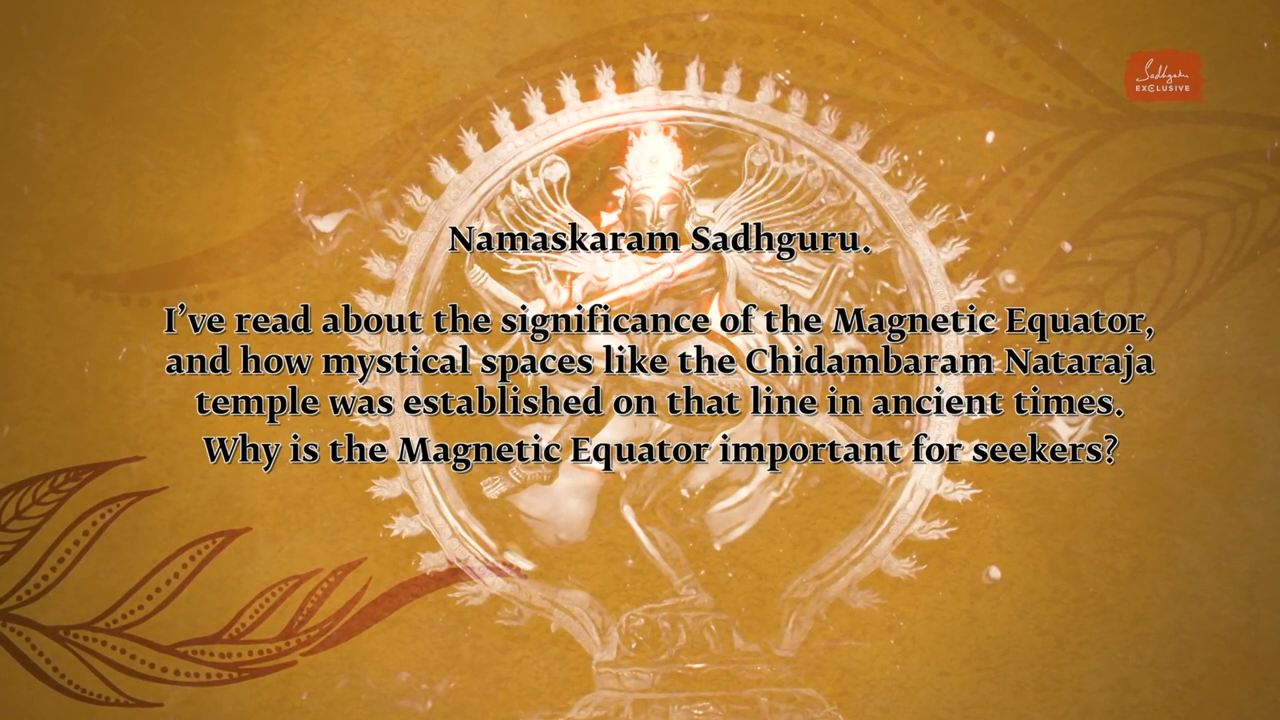 Sadhguru
EXCLUSIVE
Namaskaram Sadhguru.
I've read about the significance of the Magnetic Equator,
and how mystical spaces like the Chidambaram Nataraja
temple was established on that line in ancient times.
Why is the Magnetic Equator important for seekers?